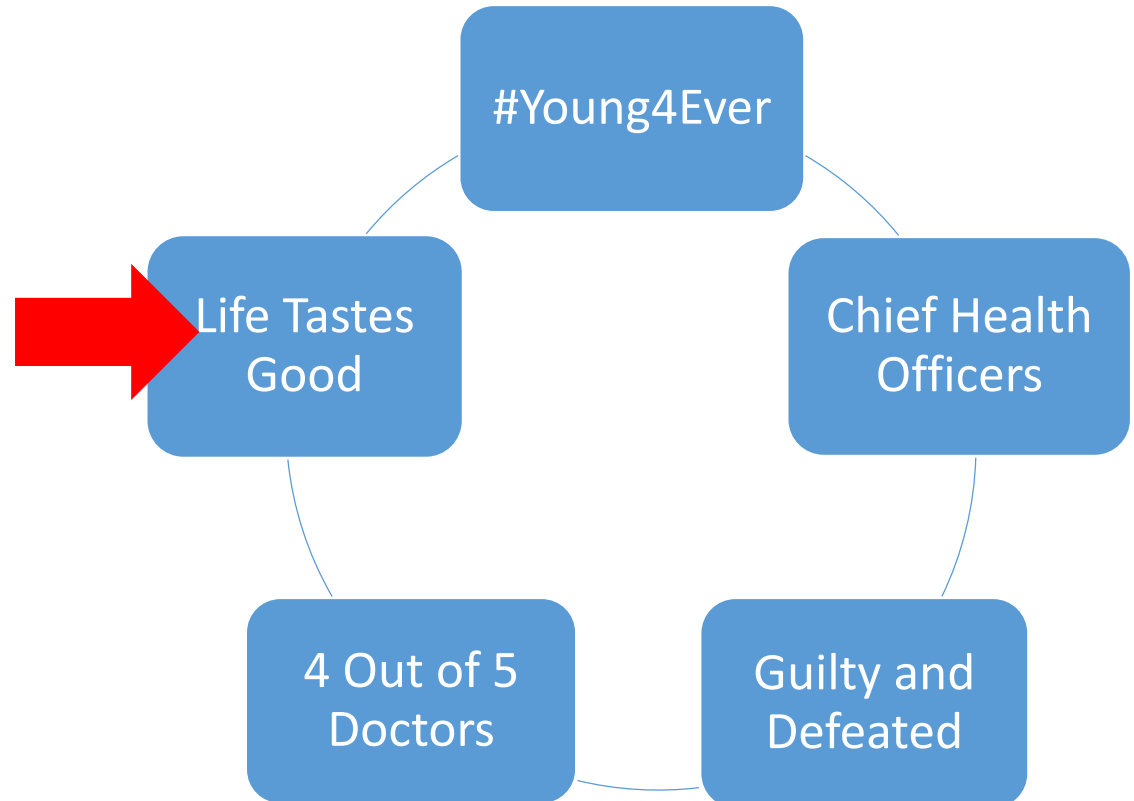 #Young4Ever
Life Tastes
Good
Chief Health
Officers
4 Out of 5
Doctors
Guilty and
Defeated